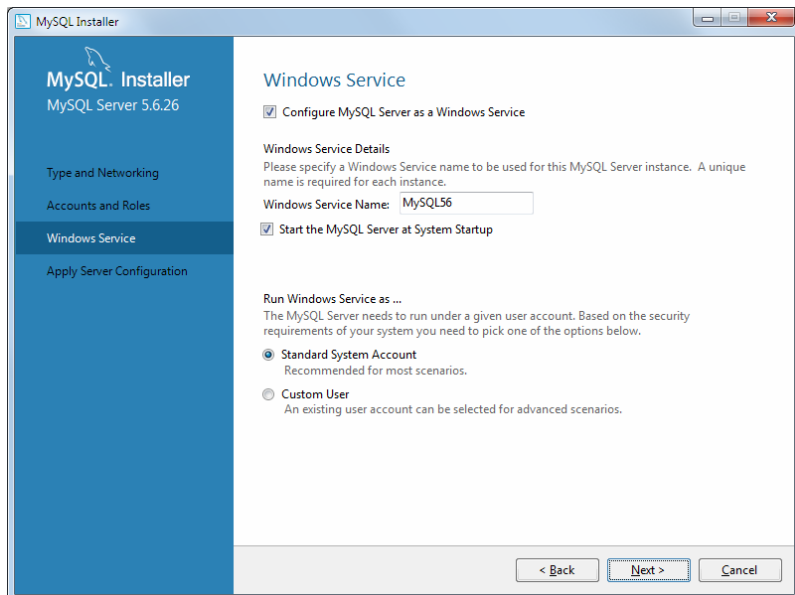 MySQL Installer
MySQL. Installer
MySQL Server 5.6.26
Type and Networking
Accounts and Roles
Windows Service
Apply Server Configuration
Windows Service
Configure MySQL Server as a Windows Service
Windows Service Details
Please specify a Windows Service name to be used for this MySQL Server instance. A unique
name is required for each instance.
Windows Service Name: MySQL56
Start the MySQL Server at System Startup
Run Windows Service as ...
The MySQL Server needs to run under a given user account. Based on the security
requirements of your system you need to pick one of the options below.
Standard System Account
Recommended for most scenarios.
Custom User
An existing user account can be selected for advanced scenarios.
< Back Next > Cancel